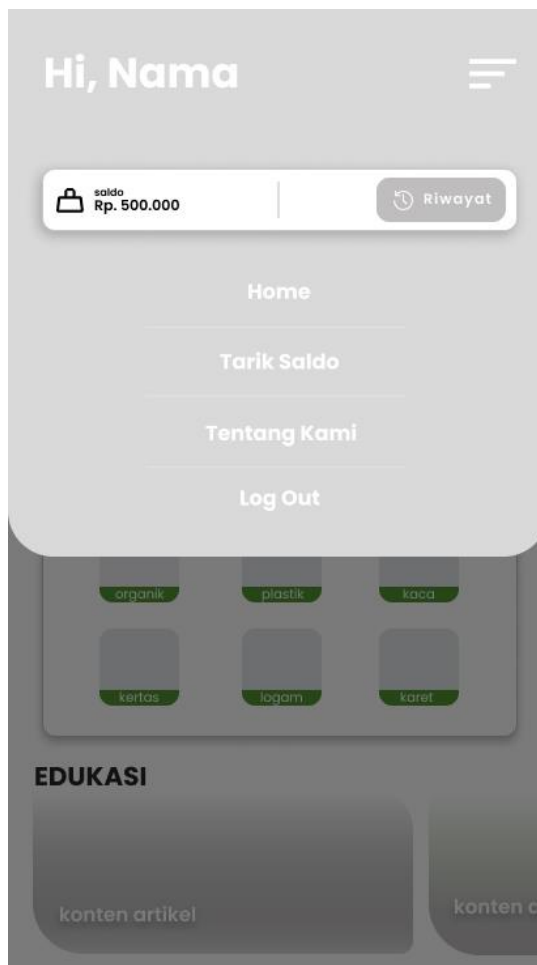 Hi, Nama
saldo
Rp. 500.000
Riwayat
Home
Tarik Saldo
Tentang Kami
Log Out
organik plastik kaca
kertas logam karet
EDUKASI
konten artikel
konten